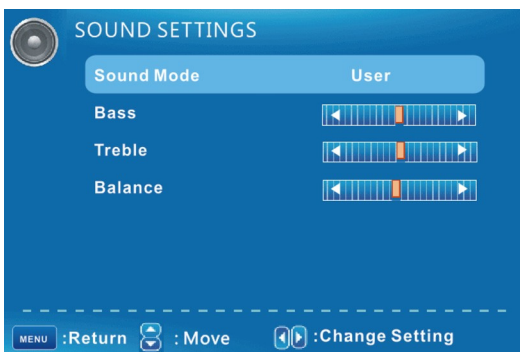 SOUND SETTINGS
Sound Mode User
Bass
Treble
Balance
MENU :Return : Move :Change Setting